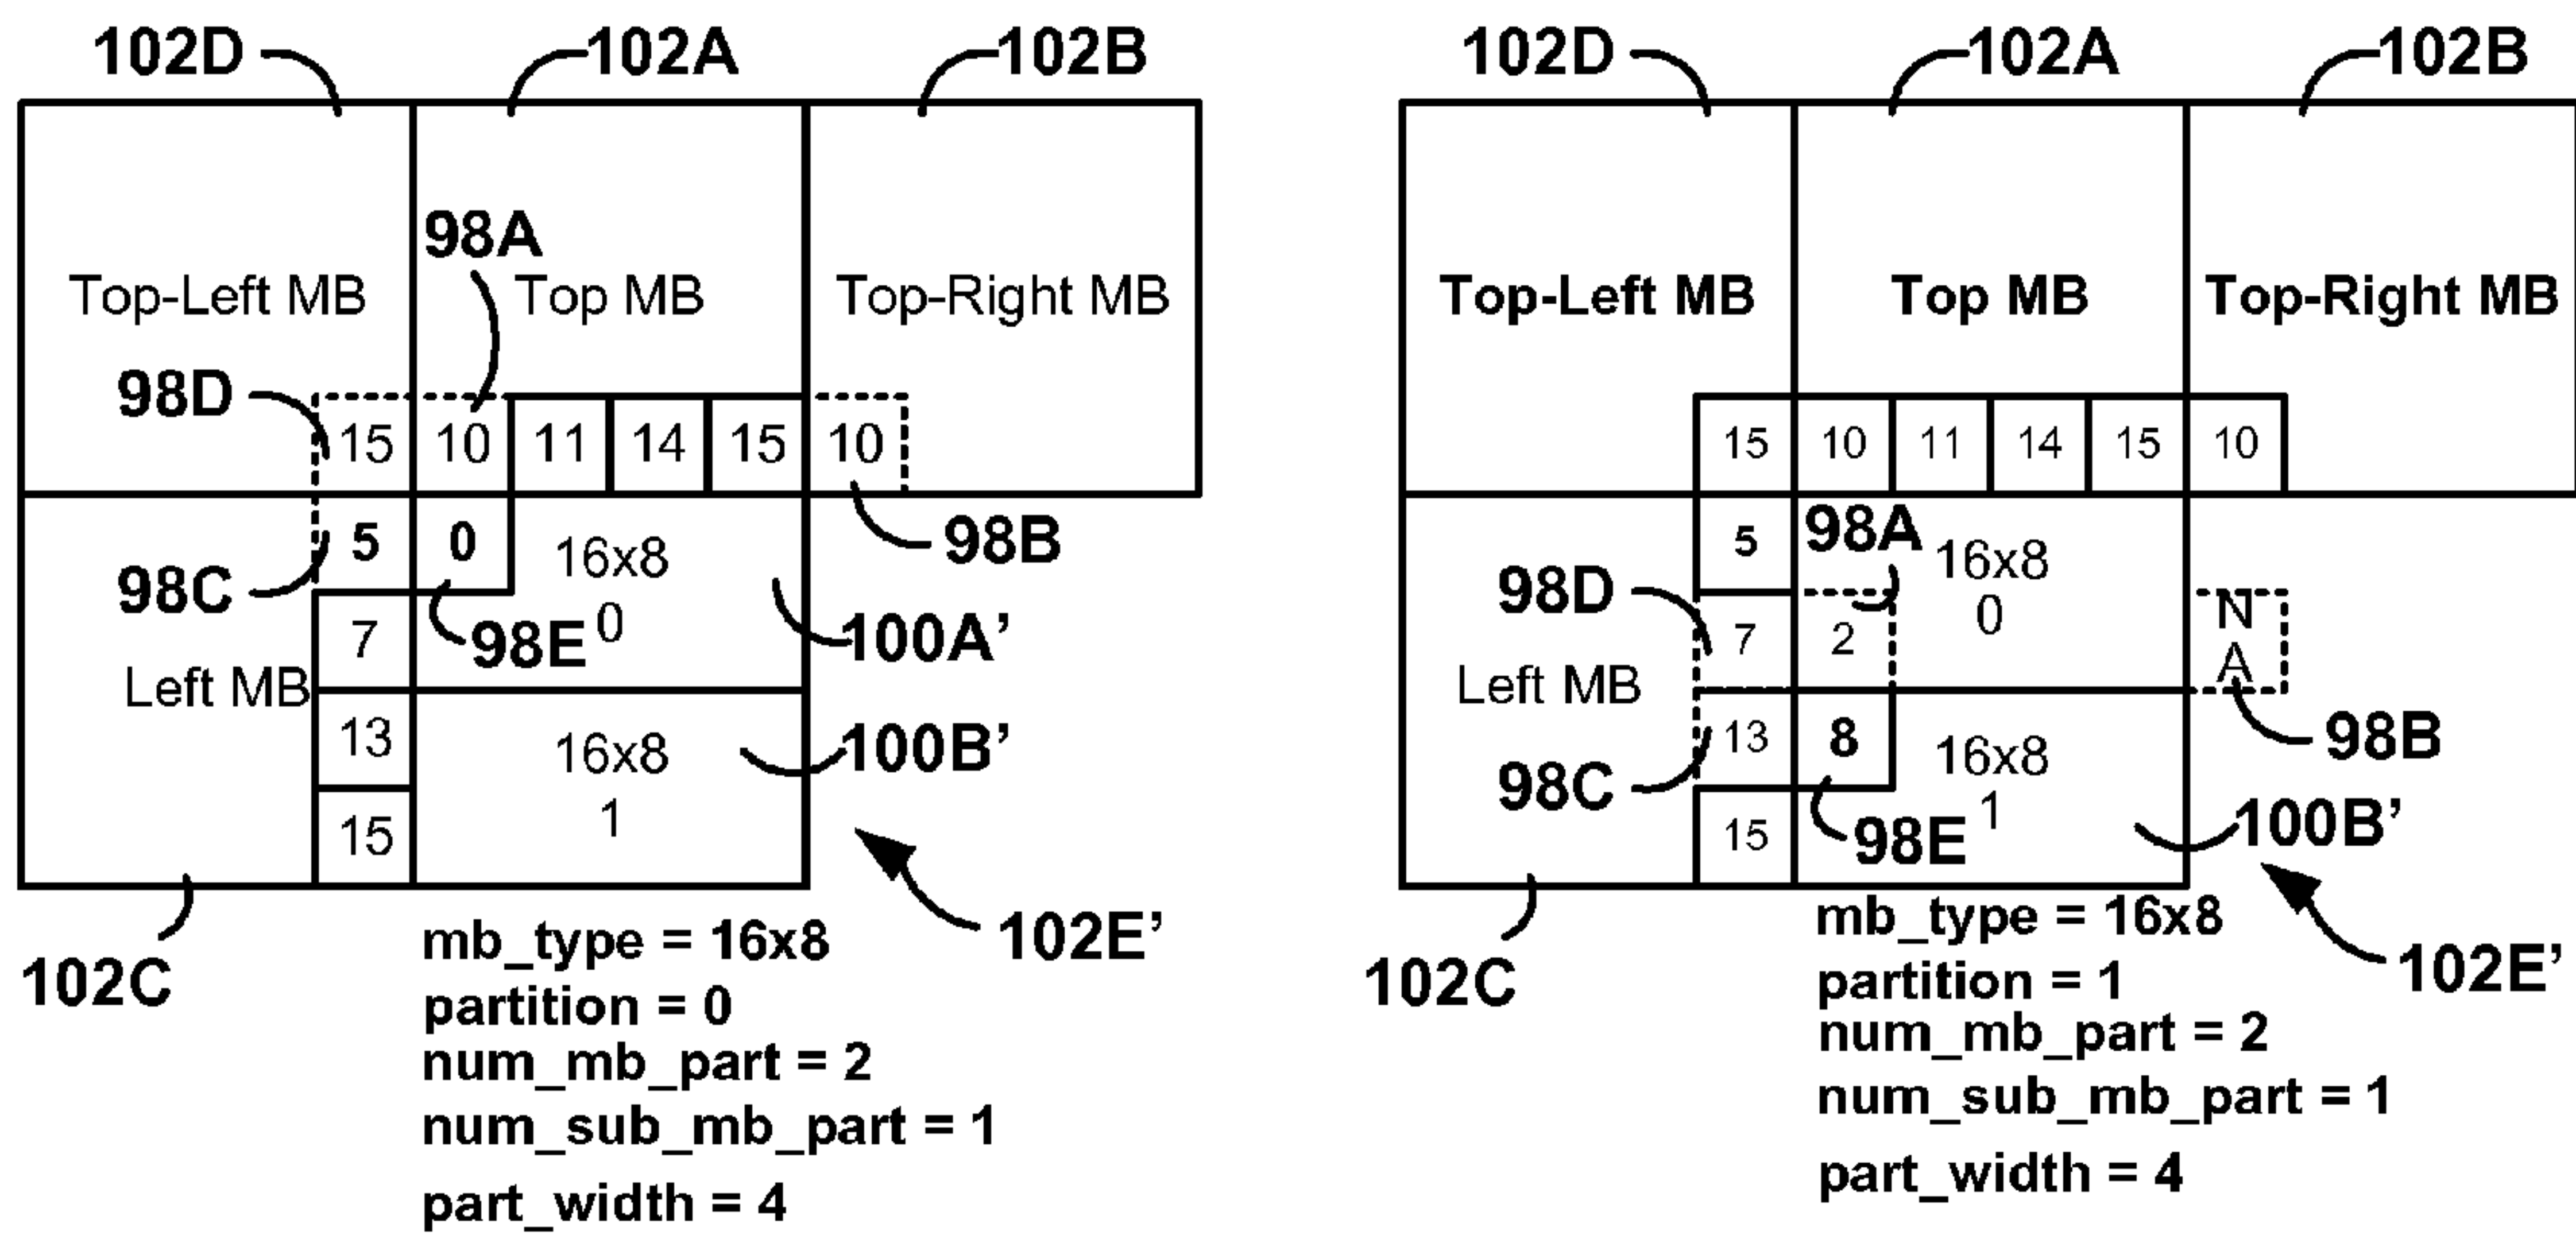 102D 102A 102B
98A
Top-Left MB Top MB Top-Right MB
98D
15 10 11 14 15 10
98C 5 0 16x8 98B
7 98E 0 100A’
Left MB
13 16x8 100B’
15 1
102C
102E’
mb_type = 16x8
partition = 0
num_mb_part = 2
num_sub_mb_part = 1
part_width = 4
102D 102A 102B
Top-Left MB Top MB Top-Right MB
15 10 11 14 15 10
5 98A 16x8
98D 7 2 0 N
A
Left MB
98C 13 8 16x8 98B
15 98E 1 100B’
102C
102E’
mb_type = 16x8
partition = 1
num_mb_part = 2
num_sub_mb_part = 1
part_width = 4